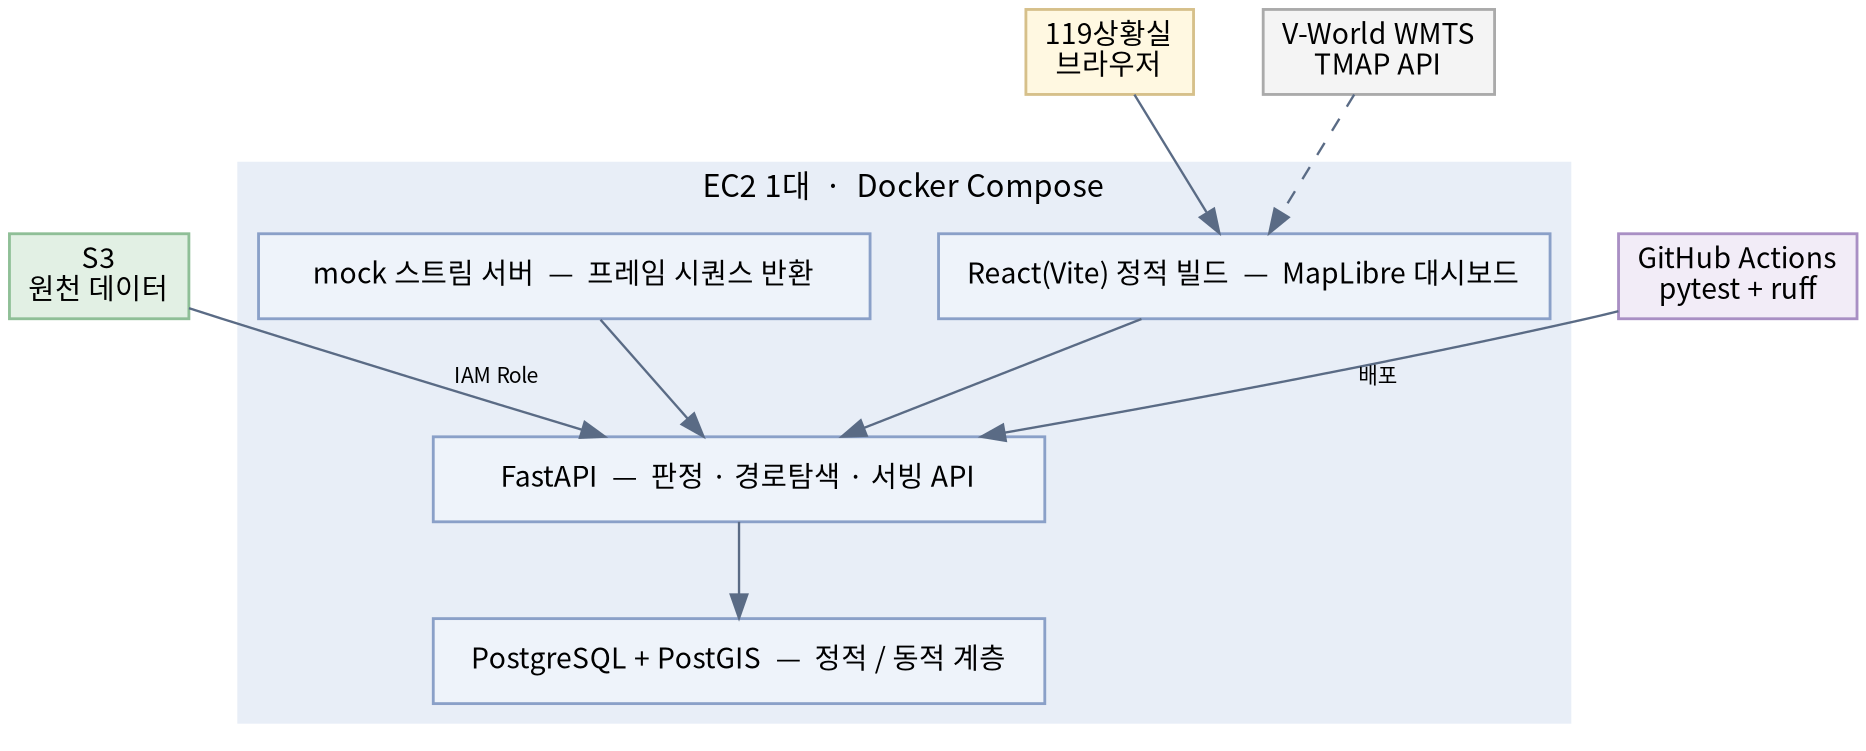 119상황실
브라우저
V-World WMTS
TMAP API
EC2 1대 · Docker Compose
S3
원천 데이터
mock 스트림 서버 — 프레임 시퀀스 반환
React(Vite) 정적 빌드 — MapLibre 대시보드
GitHub Actions
pytest + ruff
IAM Role
배포
FastAPI — 판정 · 경로탐색 · 서빙 API
PostgreSQL + PostGIS — 정적 / 동적 계층